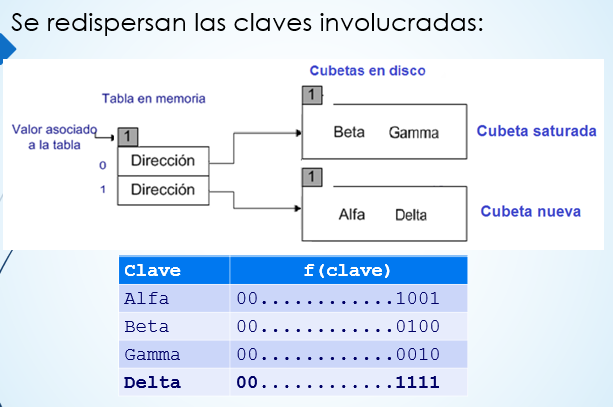 Se redispersan las claves involucradas:
Cubetas en disco
Tabla en memoria
1
Valor asociado
a la tabla
1
Beta Gamma
Cubeta saturada
0 Dirección
1 Dirección
1
Alfa Delta
Cubeta nueva
Clave f(clave)
Alfa 00............1001
Beta 00............0100
Gamma 00............0010
Delta 00............1111